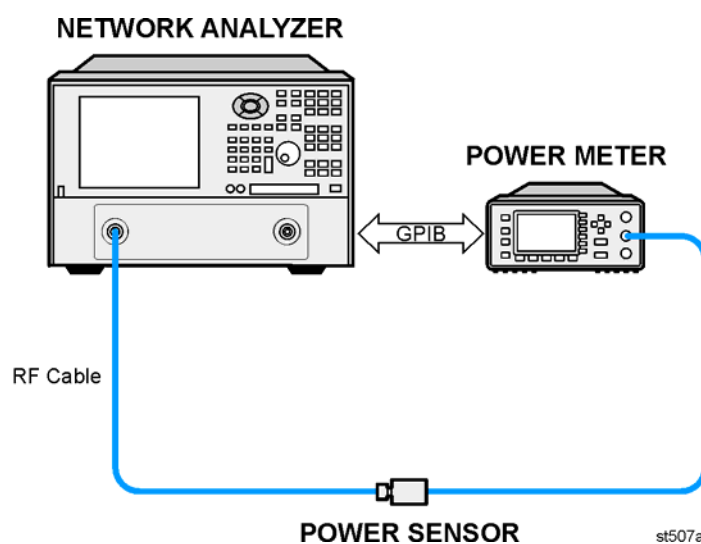 NETWORK ANALYZER
POWER METER
GPIB
RF Cable
POWER SENSOR
st507a